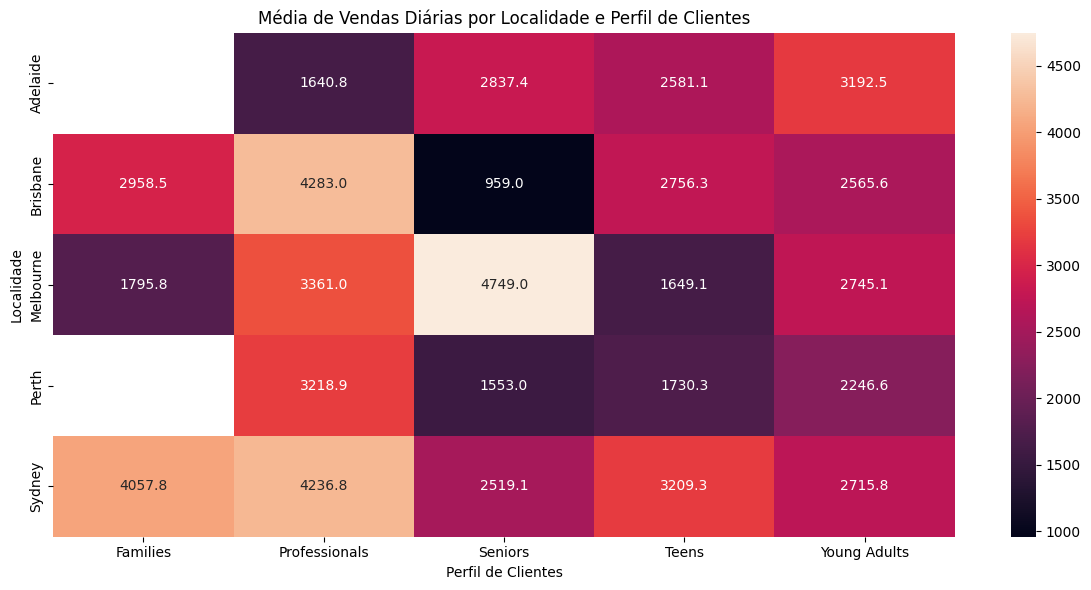 Média de Vendas Diárias por Localidade e Perfil de Clientes
Localidade
Adelaide
1640.8
2837.4
2581.1
3192.5
Brisbane
2958.5
4283.0
959.0
2756.3
2565.6
Melbourne
1795.8
3361.0
4749.0
1649.1
2745.1
Perth
3218.9
1553.0
1730.3
2246.6
Sydney
4057.8
4236.8
2519.1
3209.3
2715.8
Families
Professionals
Seniors
Teens
Young Adults
Perfil de Clientes
4500
4000
3500
3000
2500
2000
1500
1000